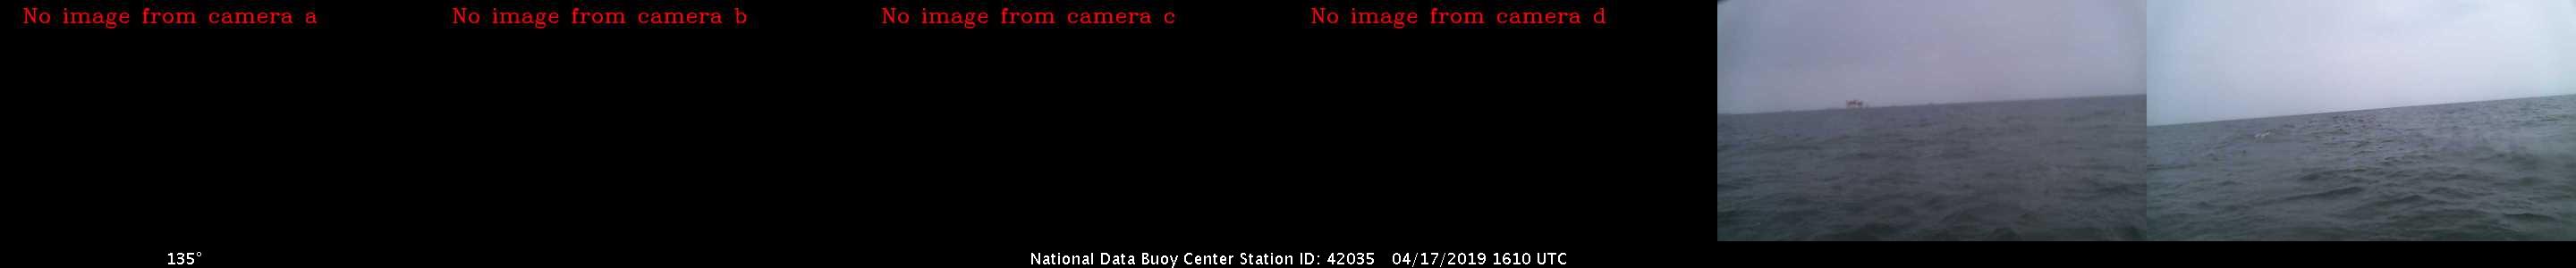 No image from camera a
No image from camera b
No image from camera c
No image from camera d
135°
National Data Buoy Center Station ID: 42035 04/17/2019 1610 UTC